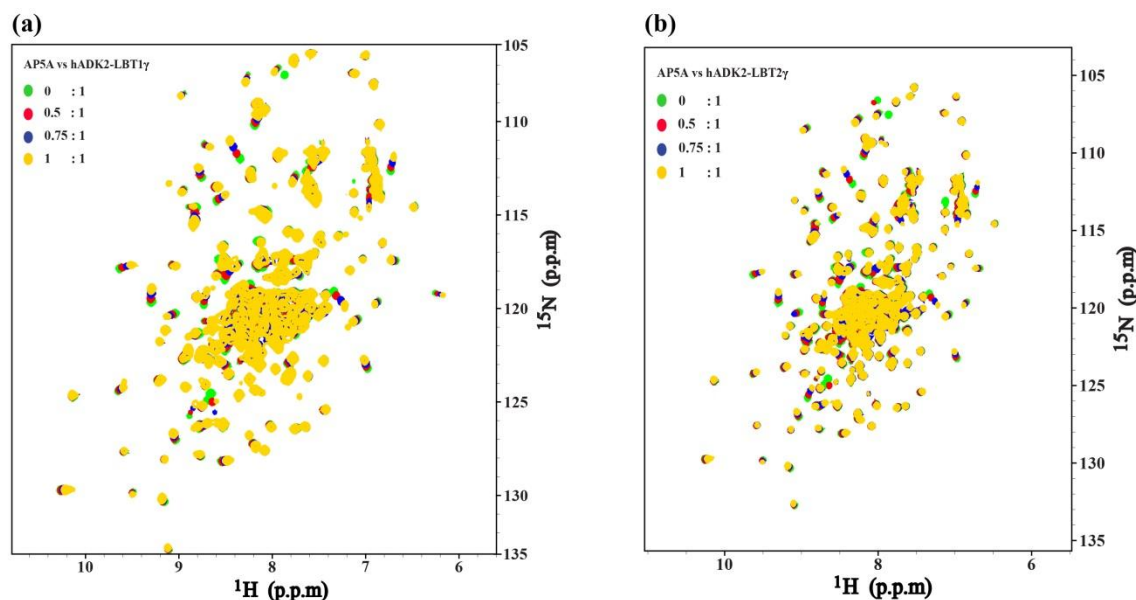 (a)
AP5A vs hADK2-LBT1γ
0 : 1
0.5 : 1
0.75 : 1
1 : 1
105
110
115
120
125
130
135
¹⁵N (p.p.m)
10 9 8 7 6
¹H (p.p.m)
(b)
AP5A vs hADK2-LBT2γ
0 : 1
0.5 : 1
0.75 : 1
1 : 1
105
110
115
120
125
130
135
¹⁵N (p.p.m)
10 8 6
¹H (p.p.m)